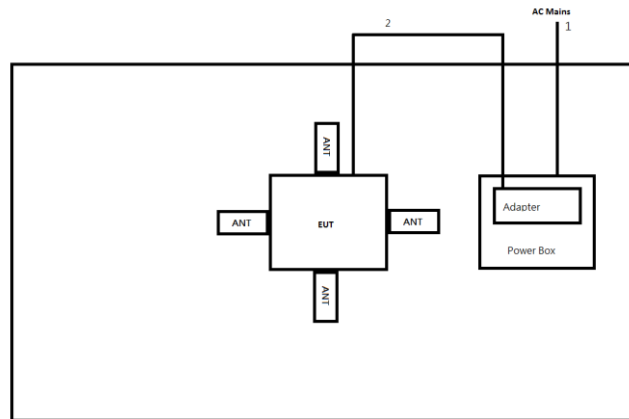 AC Mains
2
1
ANT
ANT
EUT
ANT
ANT
Adapter
Power Box